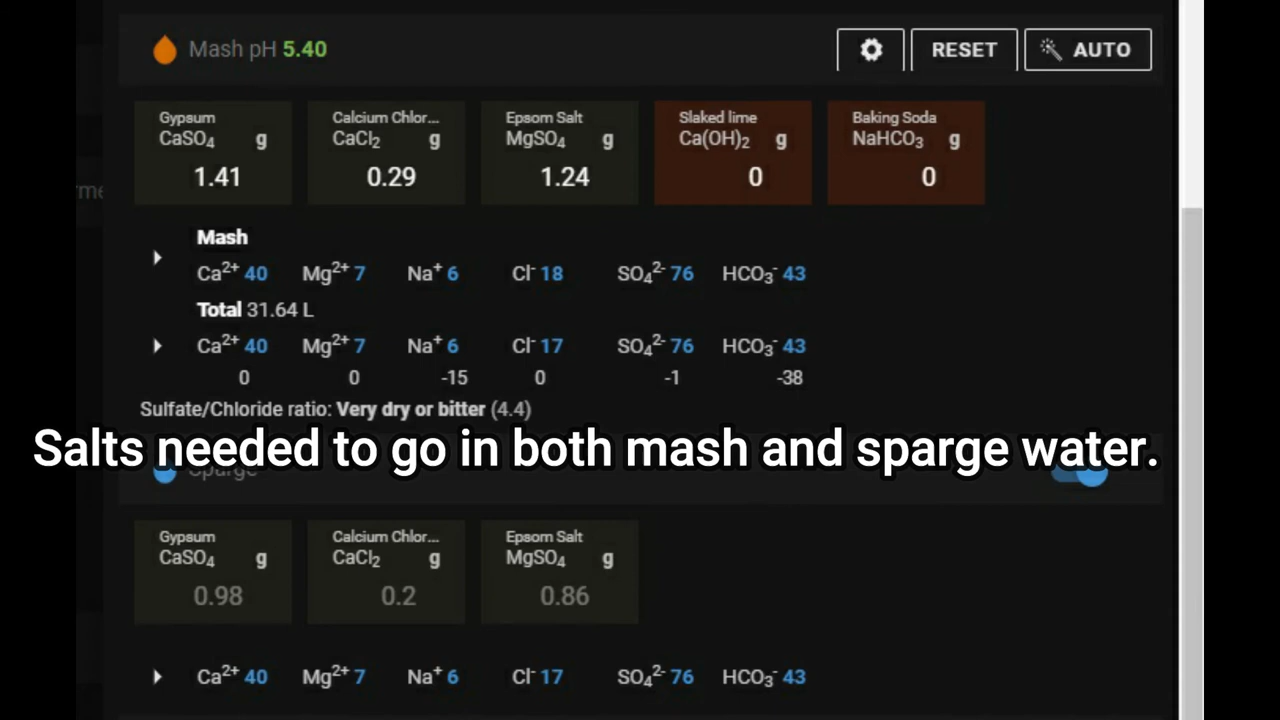 Mash pH 5.40
RESET
AUTO
Gypsum
CaSO₄ g
1.41
Calcium Chlor...
CaCl₂ g
0.29
Epsom Salt
MgSO₄ g
1.24
Slaked lime
Ca(OH)₂ g
0
Baking Soda
NaHCO₃ g
0
Mash
Ca²⁺ 40 Mg²⁺ 7 Na⁺ 6 Cl⁻ 18 SO₄²⁻ 76 HCO₃⁻ 43
Total 31.64 L
Ca²⁺ 40 Mg²⁺ 7 Na⁺ 6 Cl⁻ 17 SO₄²⁻ 76 HCO₃⁻ 43
0 0 -15 0 -1 -38
Sulfate/Chloride ratio: Very dry or bitter (4.4)
Salts needed to go in both mash and sparge water.
Sparge
Gypsum
CaSO₄ g
0.98
Calcium Chlor...
CaCl₂ g
0.2
Epsom Salt
MgSO₄ g
0.86
Ca²⁺ 40 Mg²⁺ 7 Na⁺ 6 Cl⁻ 17 SO₄²⁻ 76 HCO₃⁻ 43